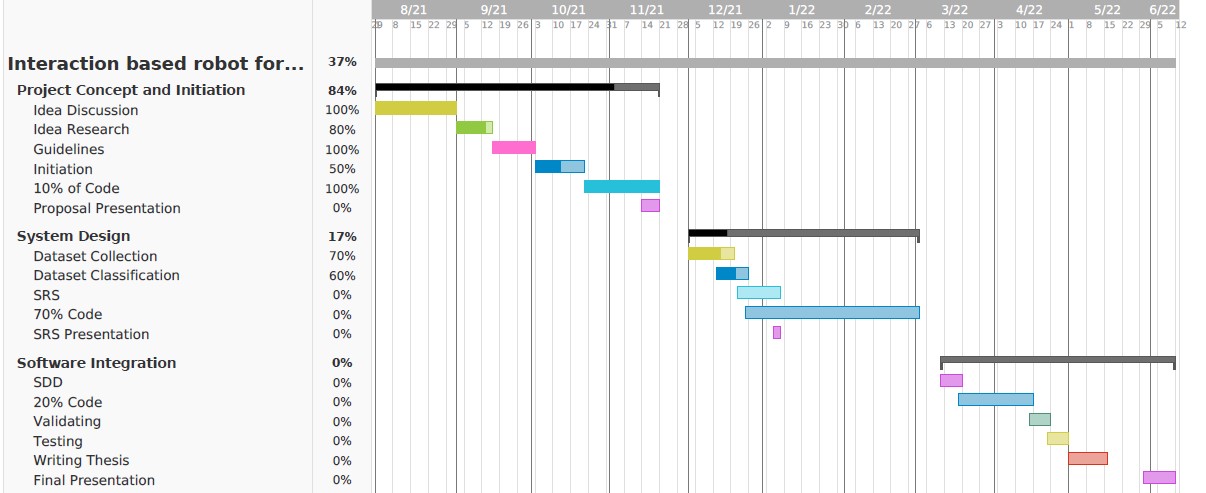 8/21 9/21 10/21 11/21 12/21 1/22 2/22 3/22 4/22 5/22 6/22
1 8 15 22 29 5 12 19 26 3 10 17 24 31 7 14 21 28 5 12 19 26 2 9 16 23 30 6 13 20 27 6 13 20 27 3 10 17 24 1 8 15 22 29 5 12
Interaction based robot for... 37%
Project Concept and Initiation 84%
Idea Discussion 100%
Idea Research 80%
Guidelines 100%
Initiation 50%
10% of Code 100%
Proposal Presentation 0%
System Design 17%
Dataset Collection 70%
Dataset Classification 60%
SRS 0%
70% Code 0%
SRS Presentation 0%
Software Integration 0%
SDD 0%
20% Code 0%
Validating 0%
Testing 0%
Writing Thesis 0%
Final Presentation 0%